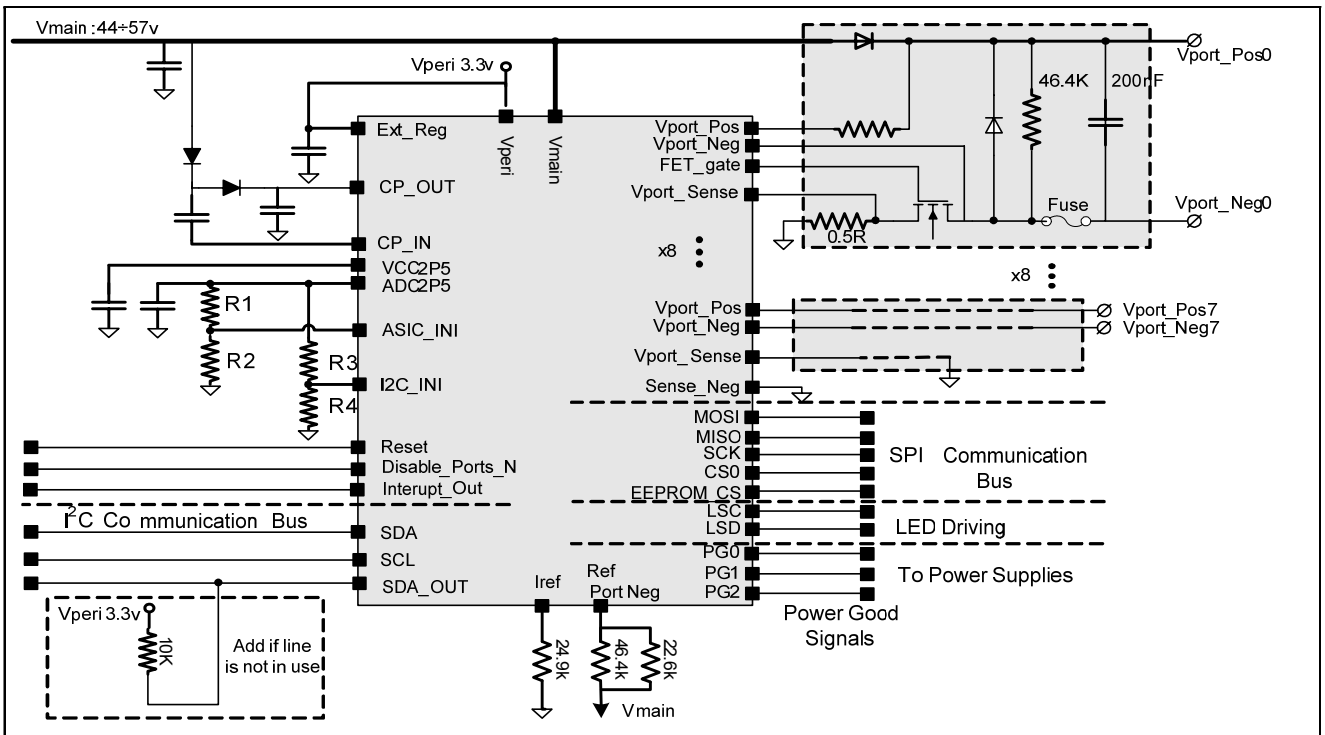 Vmain :44÷57v
Vperi 3.3v
Vport_Pos0
46.4K
200nF
Ext_Reg
Vperi
Vmain
Vport_Pos
Vport_Neg
FET_gate
Vport_Sense
CP_OUT
Fuse
Vport_Neg0
0.5R
CP_IN
x8
VCC2P5
ADC2P5
x8
R1
ASIC_INI
R2
R3
I2C_INI
R4
Vport_Pos
Vport_Neg
Vport_Pos7
Vport_Neg7
Vport_Sense
Sense_Neg
MOSI
MISO
SCK
CS0
EEPROM_CS
SPI Communication
Bus
Reset
Disable_Ports_N
Interupt_Out
LSC
LSD
LED Driving
I²C Co mmunication Bus
SDA
SCL
SDA_OUT
PG0
PG1
PG2
To Power Supplies
Power Good
Signals
Iref
Ref
Port Neg
Vperi 3.3v
10K
Add if line
is not in use
24.9k
46.4k
22.6k
Vmain